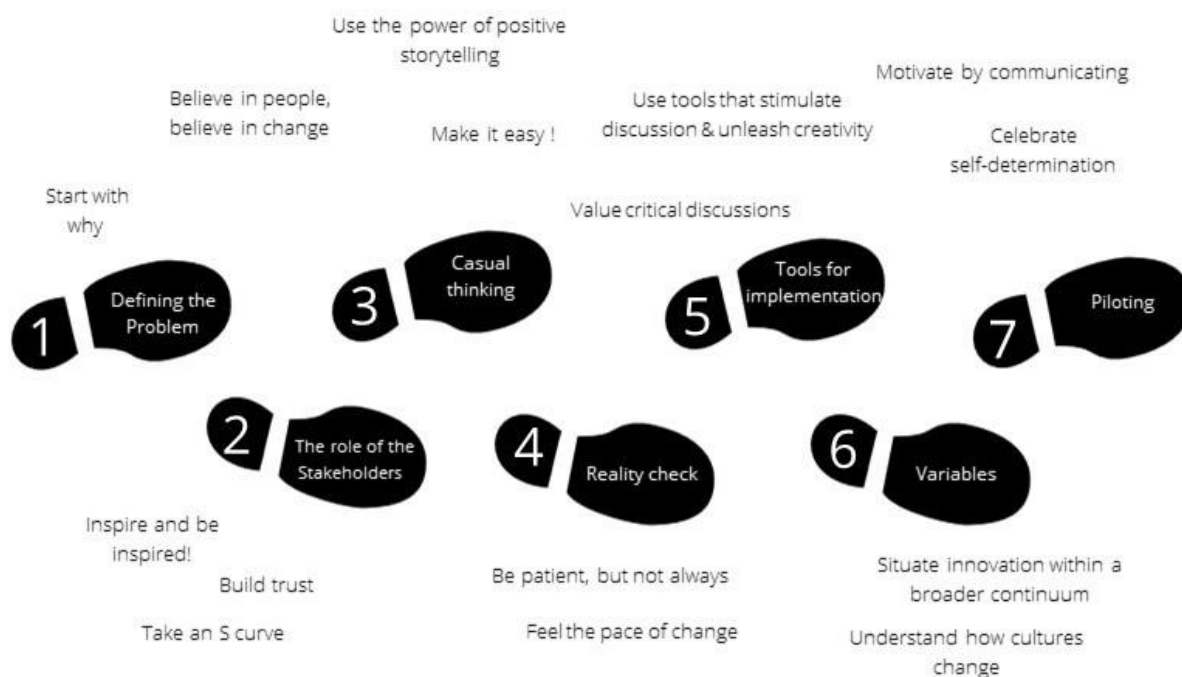 Use the power of positive
storytelling
Motivate by communicating
Believe in people,
believe in change
Use tools that stimulate
discussion & unleash creativity
Make it easy !
Celebrate
self-determination
Start with
why
Value critical discussions
1
Defining the
Problem
3
Casual
thinking
5
Tools for
implementation
7
Piloting
2
The role of the
Stakeholders
4
Reality check
6
Variables
Inspire and be
inspired!
Build trust
Take an S curve
Be patient, but not always
Feel the pace of change
Situate innovation within a
broader continuum
Understand how cultures
change